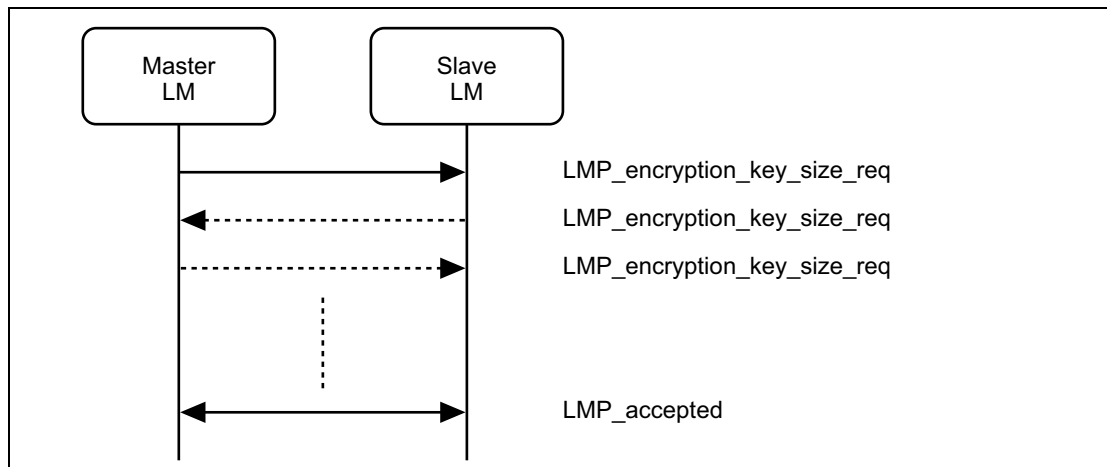 Master
LM
Slave
LM
LMP_encryption_key_size_req
LMP_encryption_key_size_req
LMP_encryption_key_size_req
LMP_accepted